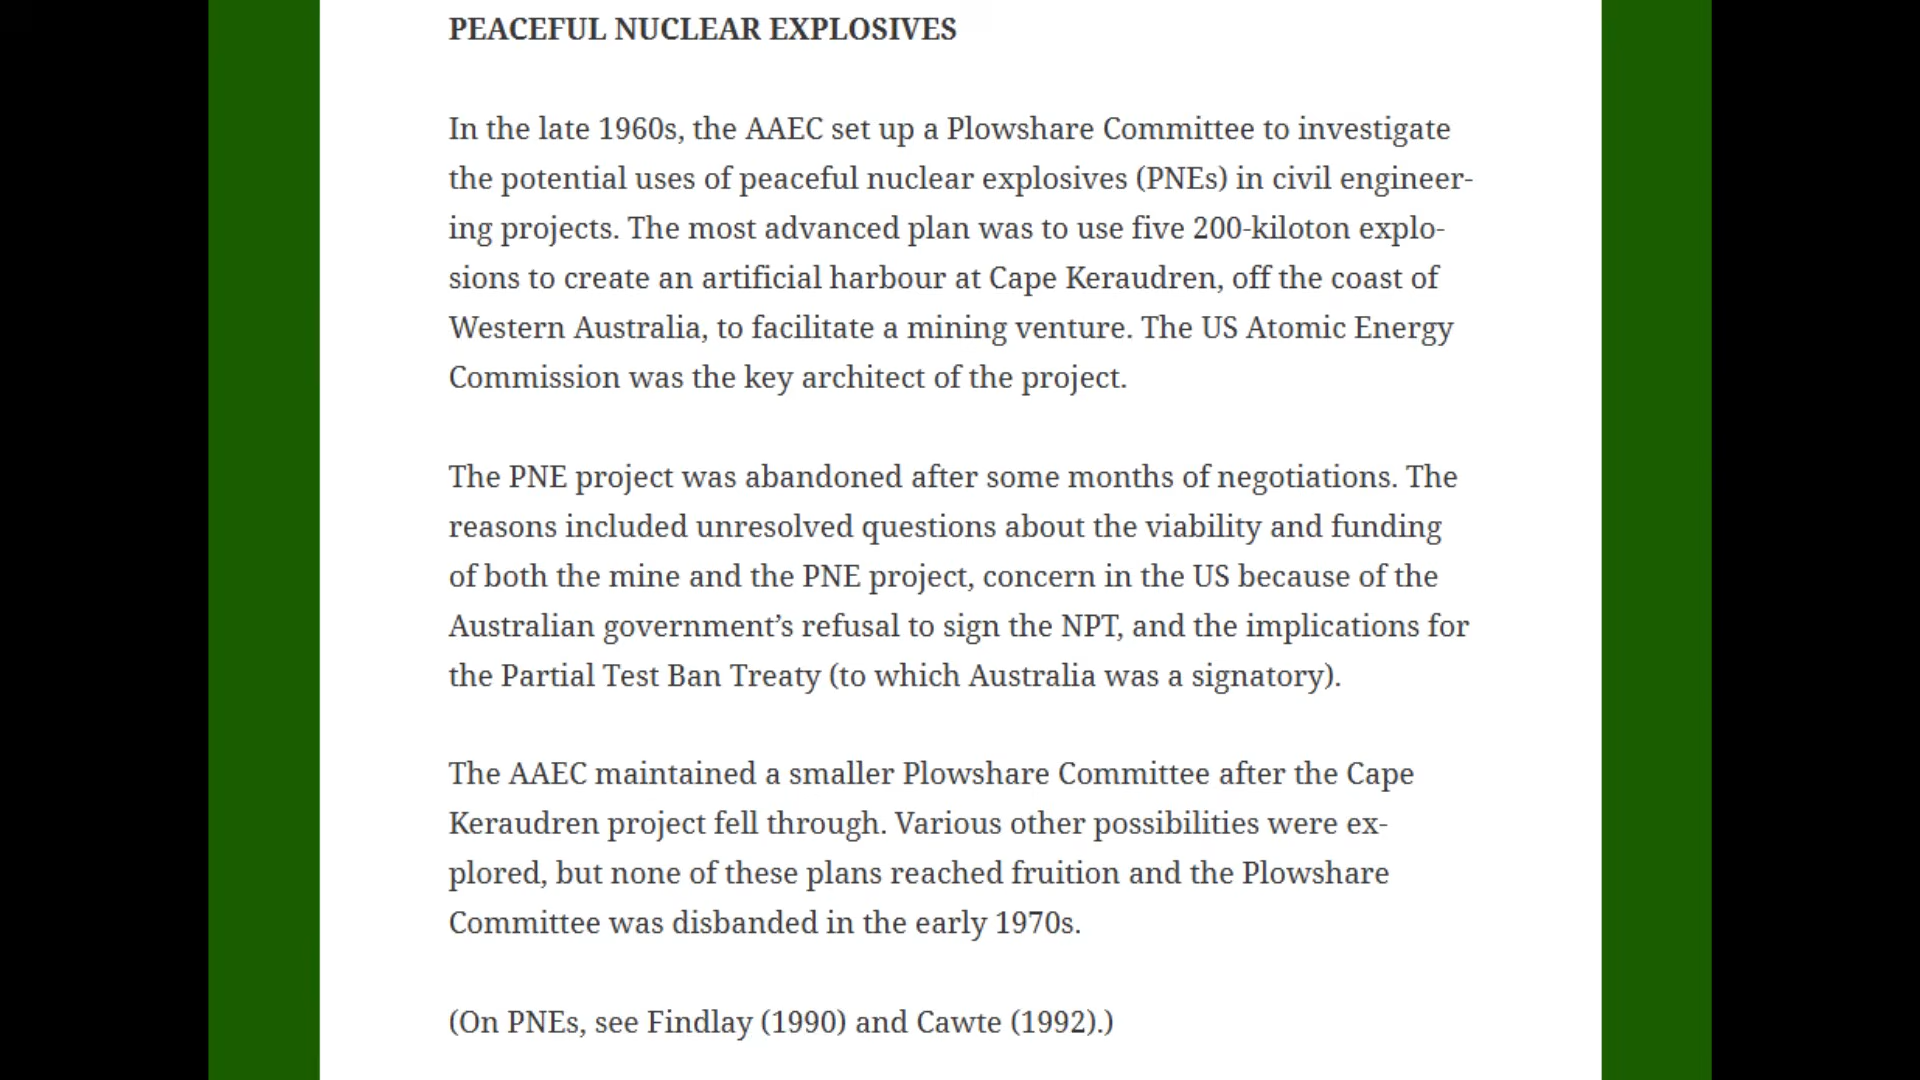 PEACEFUL NUCLEAR EXPLOSIVES
In the late 1960s, the AAEC set up a Plowshare Committee to investigate
the potential uses of peaceful nuclear explosives (PNEs) in civil engineer-
ing projects. The most advanced plan was to use five 200-kiloton explo-
sions to create an artificial harbour at Cape Keraudren, off the coast of
Western Australia, to facilitate a mining venture. The US Atomic Energy
Commission was the key architect of the project.
The PNE project was abandoned after some months of negotiations. The
reasons included unresolved questions about the viability and funding
of both the mine and the PNE project, concern in the US because of the
Australian government’s refusal to sign the NPT, and the implications for
the Partial Test Ban Treaty (to which Australia was a signatory).
The AAEC maintained a smaller Plowshare Committee after the Cape
Keraudren project fell through. Various other possibilities were ex-
plored, but none of these plans reached fruition and the Plowshare
Committee was disbanded in the early 1970s.
(On PNEs, see Findlay (1990) and Cawte (1992).)